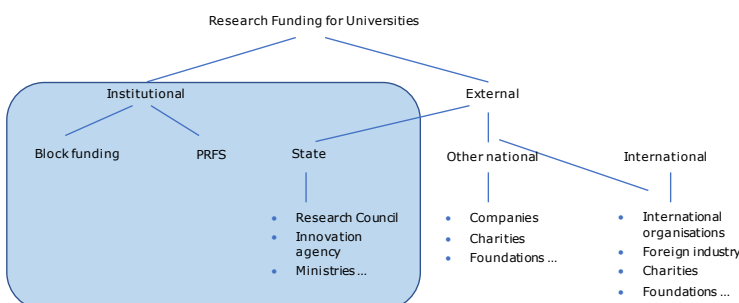 Research Funding for Universities
Institutional
External
Block funding
PRFS
State
Other national
International
• Research Council
• Innovation
agency
• Ministries ...
• Companies
• Charities
• Foundations ...
• International
organisations
• Foreign industry
• Charities
• Foundations ...